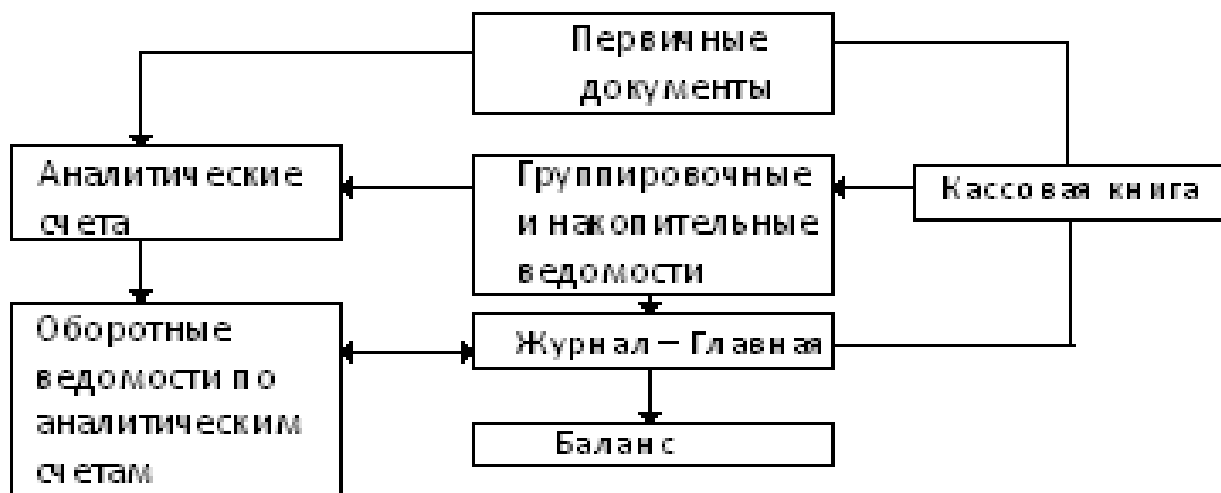 Первичные
документы
Аналитические
счета
Группировочные
и накопительные
ведомости
Кассовая книга
Оборотные
ведомости по
аналитическим
счетам
Журнал – Главная
Баланс